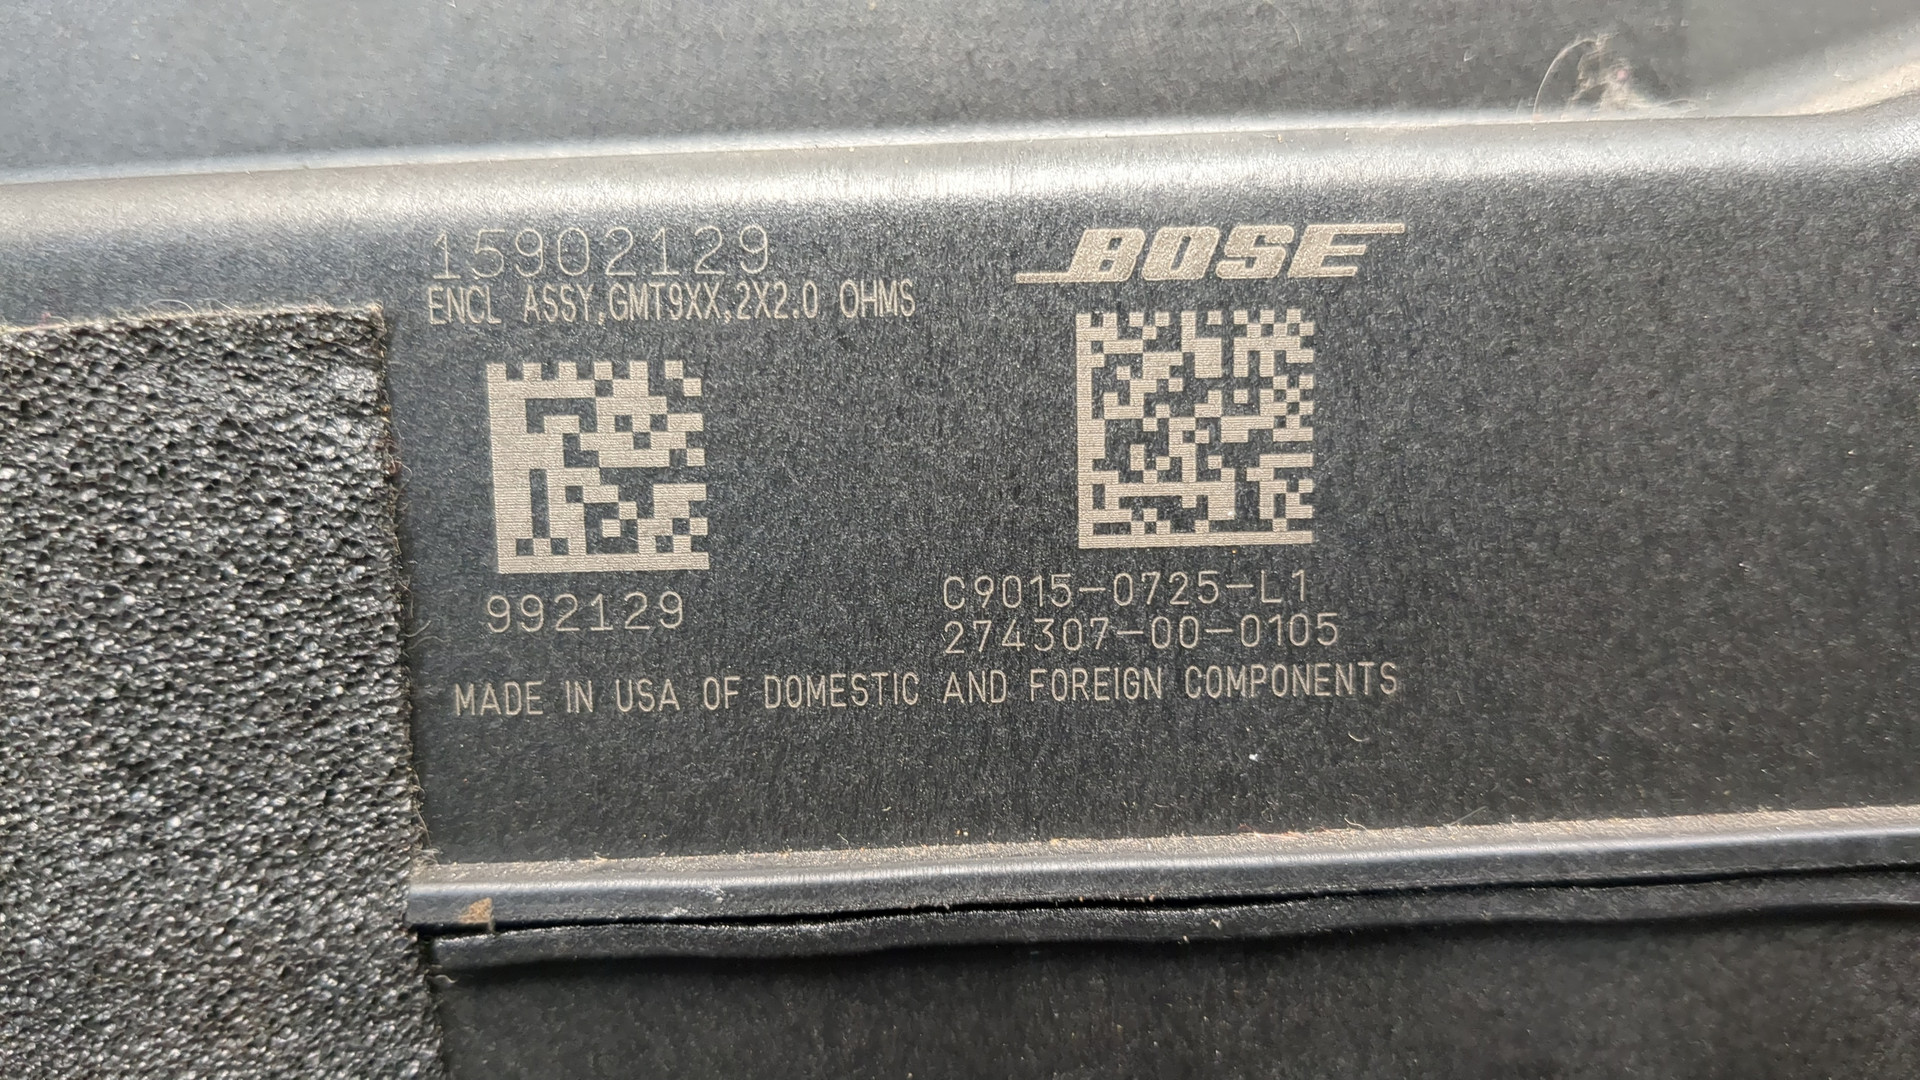 15902129
ENCL ASSY,GMT9XX,2X2.0 OHMS
BOSE
992129
C9015-0725-L1
274307-00-0105
MADE IN USA OF DOMESTIC AND FOREIGN COMPONENTS